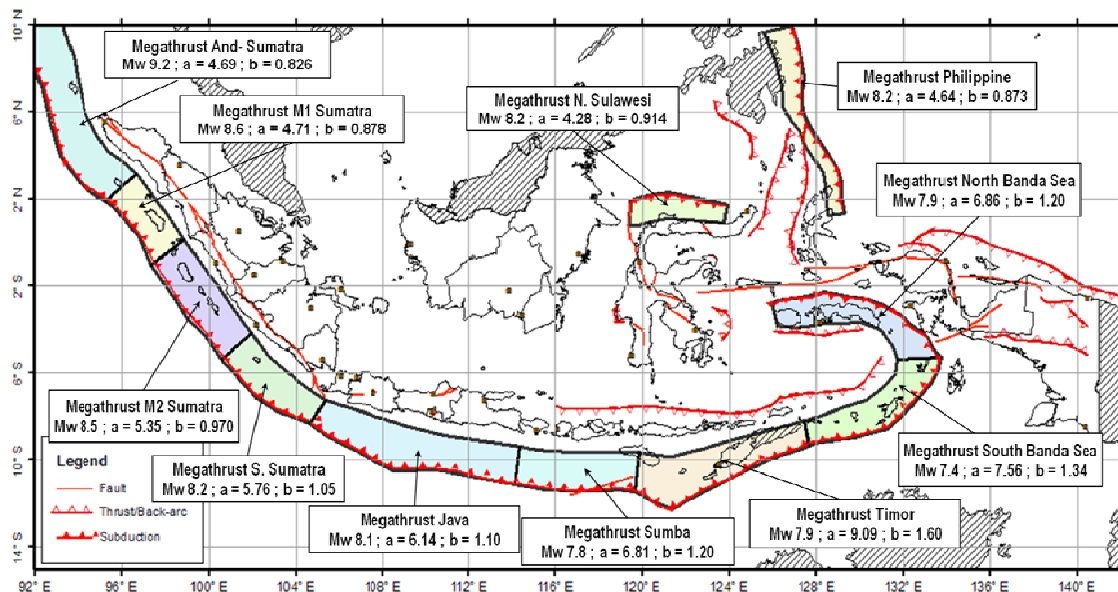 10° N
6° N
2° N
2° S
6° S
10° S
14° S
Megathrust And- Sumatra
Mw 9.2 ; a = 4.69 ; b = 0.826
Megathrust M1 Sumatra
Mw 8.6 ; a = 4.71 ; b = 0.878
Megathrust N. Sulawesi
Mw 8.2 ; a = 4.28 ; b = 0.914
Megathrust Philippine
Mw 8.2 ; a = 4.64 ; b = 0.873
Megathrust North Banda Sea
Mw 7.9 ; a = 6.86 ; b = 1.20
Megathrust M2 Sumatra
Mw 8.5 ; a = 5.35 ; b = 0.970
Megathrust S. Sumatra
Mw 8.2 ; a = 5.76 ; b = 1.05
Megathrust Java
Mw 8.1 ; a = 6.14 ; b = 1.10
Megathrust Sumba
Mw 7.8 ; a = 6.81 ; b = 1.20
Megathrust Timor
Mw 7.9 ; a = 9.09 ; b = 1.60
Megathrust South Banda Sea
Mw 7.4 ; a = 7.56 ; b = 1.34
Legend
Fault
Thrust/Back-arc
Subduction
92° E
96° E
100° E
104° E
108° E
112° E
116° E
120° E
124° E
128° E
132° E
136° E
140° E